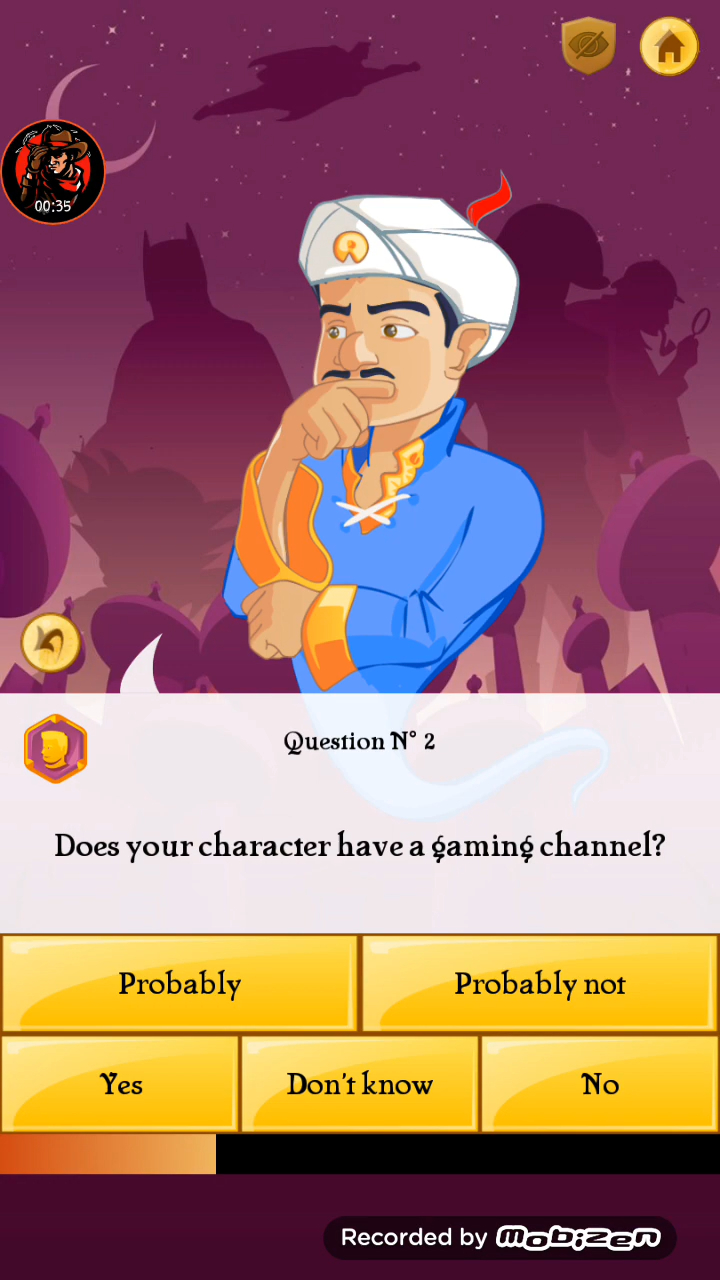 00:35
Question N° 2
Does your character have a gaming channel?
Probably
Probably not
Yes
Don't know
No
Recorded by mobizen